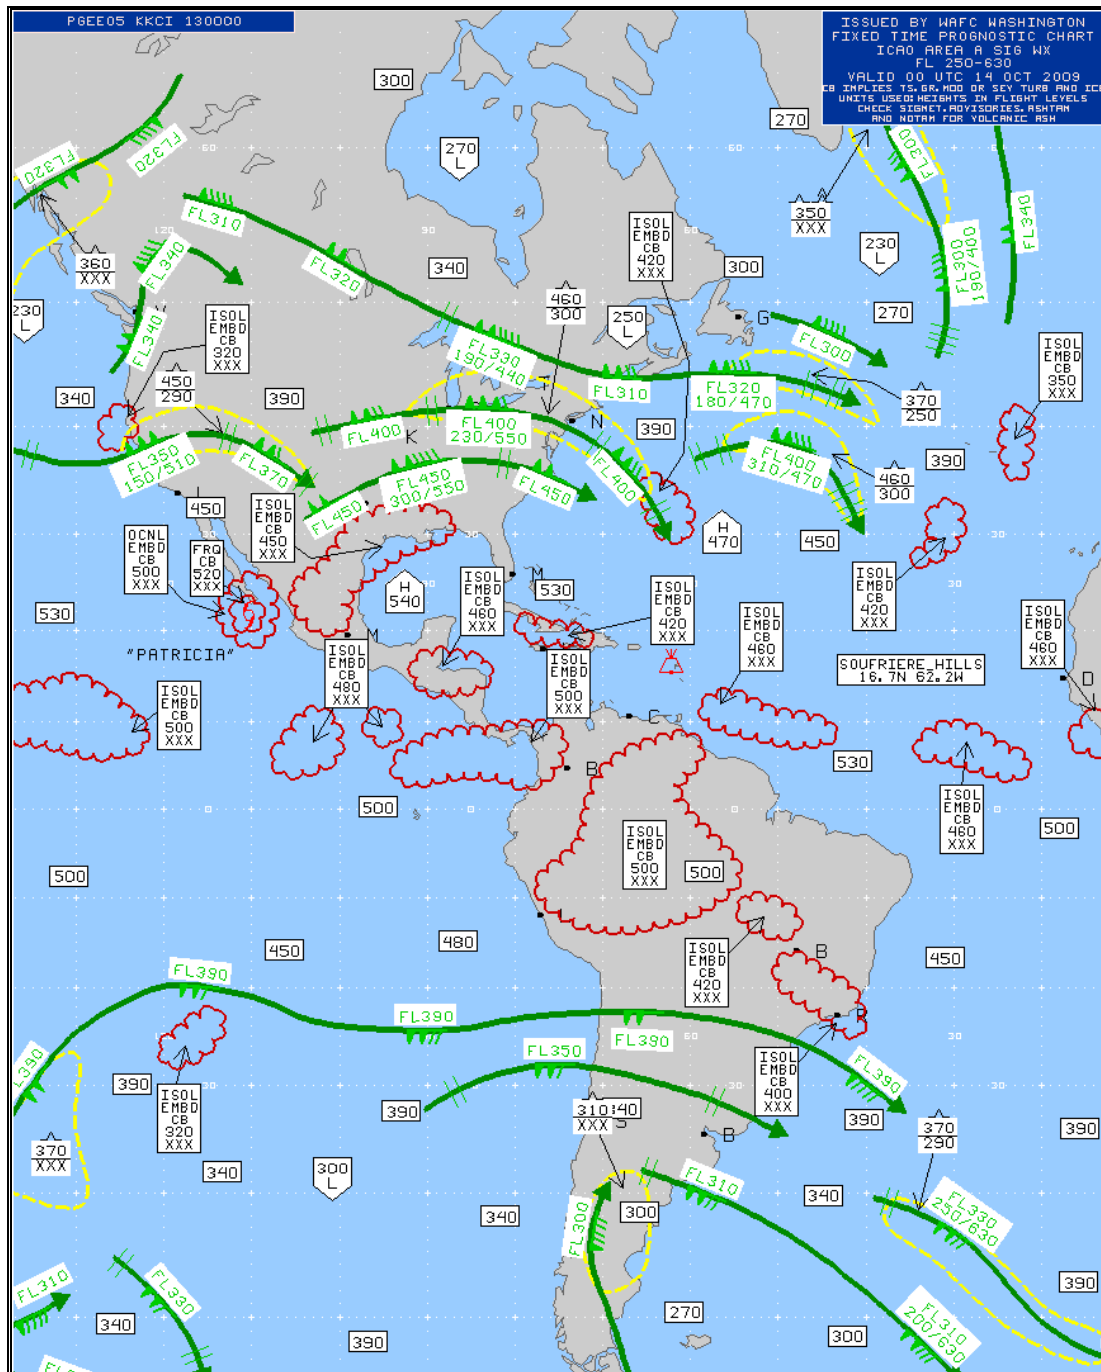 PGEE05 KKCI 130000
ISSUED BY WAFC WASHINGTON
FIXED TIME PROGNOSTIC CHART
ICAO AREA A SIG WX
FL 250-630
VALID 00 UTC 14 OCT 2009
CB IMPLIES TS,GR,MOD OR SEV TURB AND ICE
UNITS USED: HEIGHTS IN FLIGHT LEVELS
CHECK SIGMET,ADVISORIES,ASHTAM
AND NOTAM FOR VOLCANIC ASH
300
270
270
L
FL320
FL320
FL300
350
XXX
FL340
ISOL
EMBD
CB
420
XXX
FL310
FL340
360
XXX
FL320
340
300
230
L
FL300
190/400
230
L
460
300
250
L
G
270
FL300
ISOL
EMBD
CB
320
XXX
FL340
FL330
190/440
FL310
FL320
180/470
370
250
ISOL
EMBD
CB
350
XXX
340
450
290
390
FL400
K
FL400
230/550
N
390
FL400
FL400
310/470
460
300
390
FL350
150/510
FL370
FL450
FL450
300/550
FL450
450
ISOL
EMBD
CB
450
XXX
H
470
450
OCNL
EMBD
CB
500
XXX
FRQ
CB
520
XXX
H
540
M
530
ISOL
EMBD
CB
460
XXX
ISOL
EMBD
CB
420
XXX
ISOL
EMBD
CB
460
XXX
ISOL
EMBD
CB
420
XXX
ISOL
EMBD
CB
460
XXX
530
"PATRICIA"
M
ISOL
EMBD
CB
480
XXX
ISOL
EMBD
CB
500
XXX
SOUFRIERE_HILLS
16.7N 62.2W
D
ISOL
EMBD
CB
500
XXX
C
B
530
500
ISOL
EMBD
CB
460
XXX
500
ISOL
EMBD
CB
500
XXX
500
500
450
480
ISOL
EMBD
CB
420
XXX
B
450
FL390
FL390
FL390
FL350
ISOL
EMBD
CB
400
XXX
FL390
390
ISOL
EMBD
CB
320
XXX
390
310
XXX
S
B
390
370
290
390
370
XXX
340
300
L
340
FL300
300
FL310
340
FL330
250/630
FL310
FL330
340
390
270
300
FL310
200/630
390